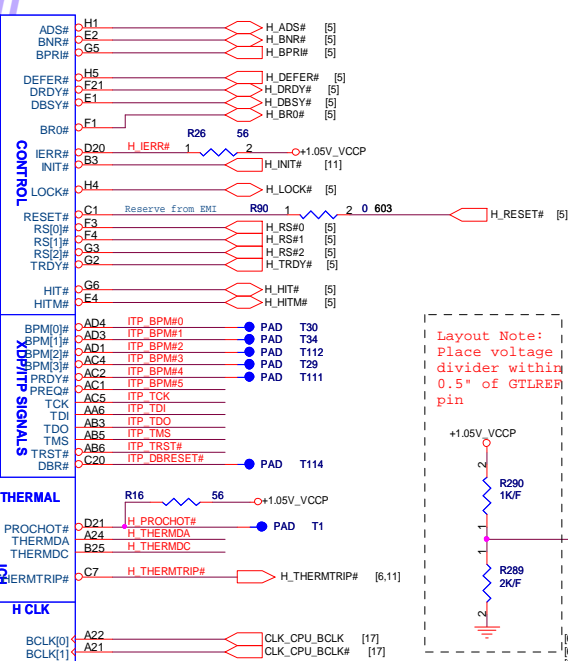 ADS# H1 H_ADS# [5]
BNR# E2 H_BNR# [5]
BPRI# G5 H_BPRI# [5]
DEFER# H5 H_DEFER# [5]
DRDY# F21 H_DRDY# [5]
DBSY# E1 H_DBSY# [5]
BR0# F1 H_BR0# [5]
R26 56
IERR# D20 H_IERR# 1 2 +1.05V_VCCP
INIT# B3 H_INIT# [11]
CONTROL
LOCK# H4 H_LOCK# [5]
RESET# C1 Reserve from EMI R90 1 2 0 603 H_RESET# [5]
RS[0]# F3 H_RS#0 [5]
RS[1]# F4 H_RS#1 [5]
RS[2]# G3 H_RS#2 [5]
TRDY# G2 H_TRDY# [5]
HIT# G6 H_HIT# [5]
HITM# E4 H_HITM# [5]
BPM[0]# AD4 ITP_BPM#0 PAD T30
BPM[1]# AD3 ITP_BPM#1 PAD T34
BPM[2]# AD1 ITP_BPM#2 PAD T112
BPM[3]# AC4 ITP_BPM#3 PAD T29
PRDY# AC2 ITP_BPM#4 PAD T111
PREQ# AC1 ITP_BPM#5
XDP/ITP SIGNALS
TCK AC5 ITP_TCK
TDI AA6 ITP_TDI
TDO AB3 ITP_TDO
TMS AB5 ITP_TMS
TRST# AB6 ITP_TRST#
DBR# C20 ITP_DBRESET# PAD T114
THERMAL
R16 56 +1.05V_VCCP
PROCHOT# D21 H_PROCHOT# PAD T1
THERMDA A24 H_THERMDA
THERMDC B25 H_THERMDC
ICH
THERMTRIP# C7 H_THERMTRIP# H_THERMTRIP# [6,11]
H CLK
BCLK[0] A22 CLK_CPU_BCLK [17]
BCLK[1] A21 CLK_CPU_BCLK# [17]
Layout Note:
Place voltage
divider within
0.5" of GTLREF
pin
+1.05V_VCCP
2
R290
1K/F
1
1
R289
2K/F
2